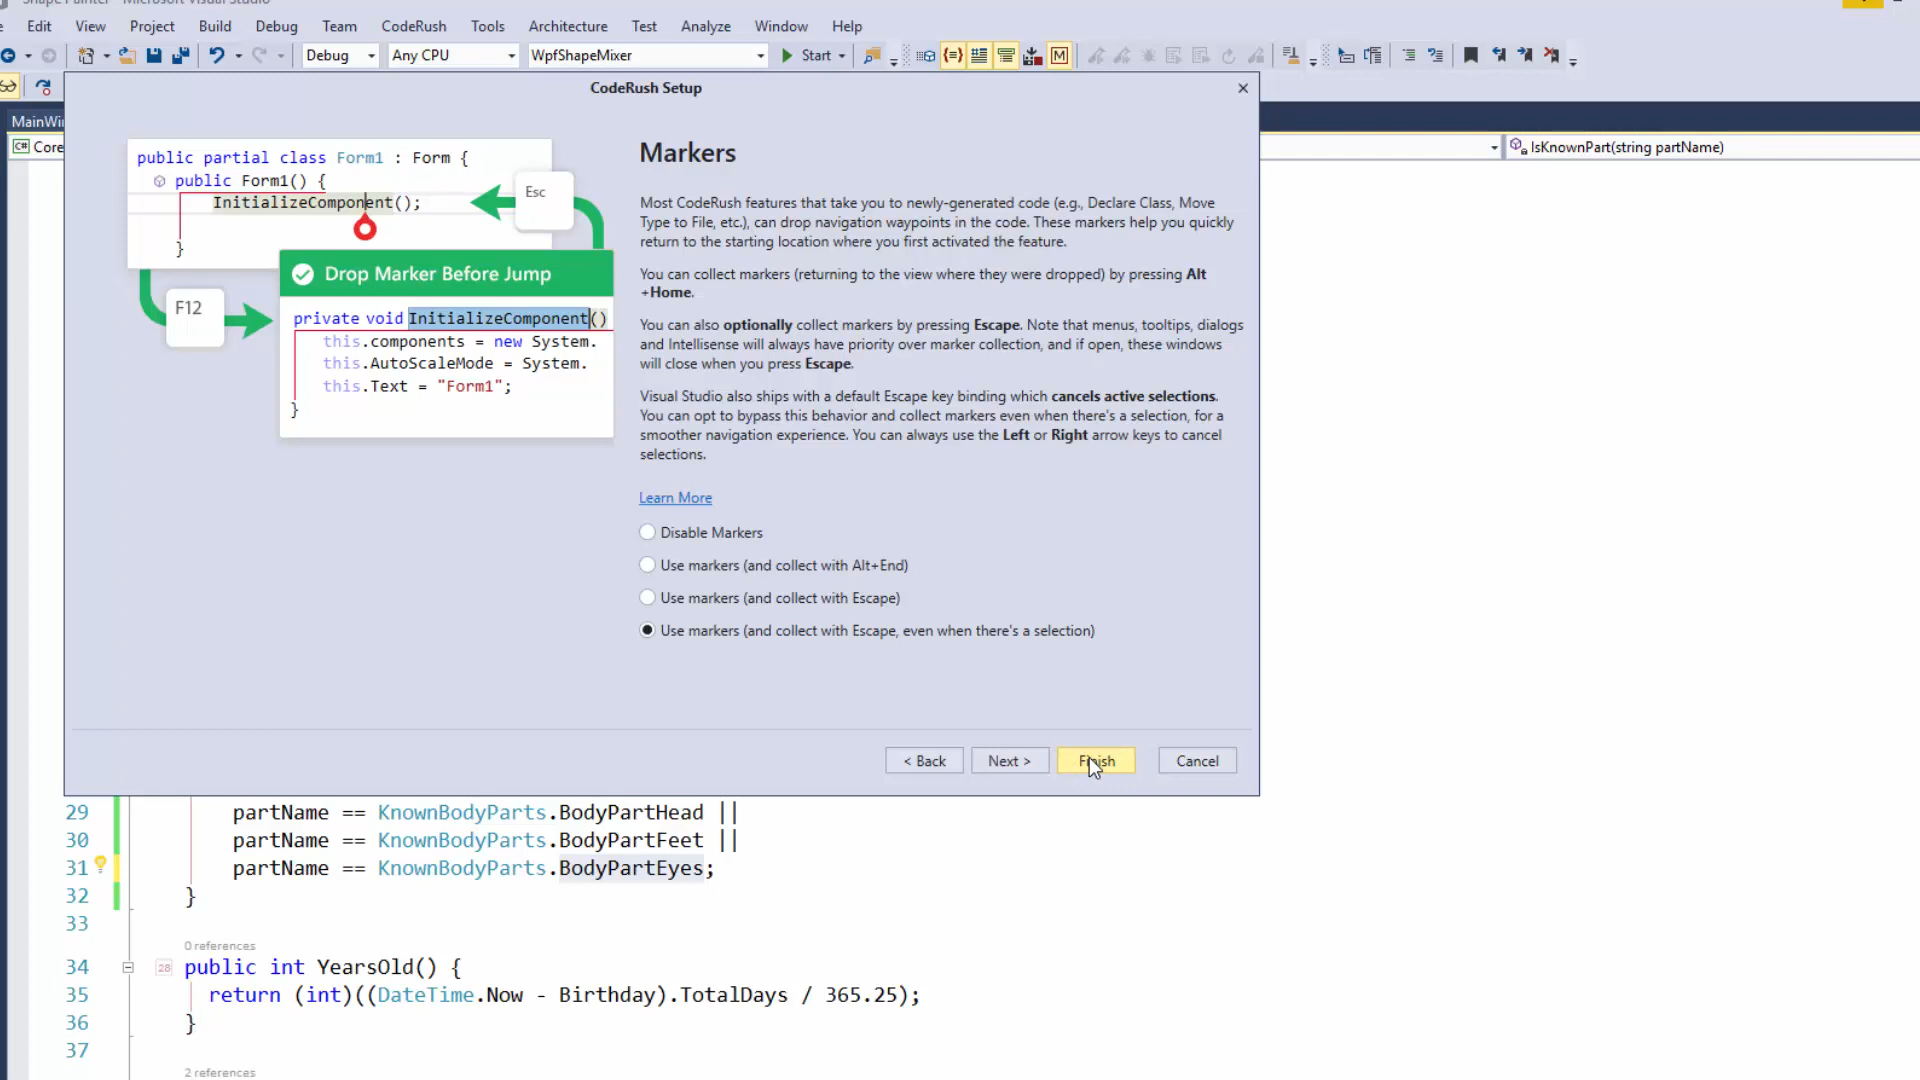 Edit View Project Build Debug Team CodeRush Tools Architecture Test Analyze Window Help
Debug Any CPU WpfShapeMixer Start
CodeRush Setup
MainWi
C# Core
IsKnownPart(string partName)
public partial class Form1 : Form {
public Form1() {
InitializeComponent();
}
Esc
F12
Drop Marker Before Jump
private void InitializeComponent()
this.components = new System.
this.AutoScaleMode = System.
this.Text = "Form1";
}
Markers
Most CodeRush features that take you to newly-generated code (e.g., Declare Class, Move
Type to File, etc.), can drop navigation waypoints in the code. These markers help you quickly
return to the starting location where you first activated the feature.
You can collect markers (returning to the view where they were dropped) by pressing Alt
+Home.
You can also optionally collect markers by pressing Escape. Note that menus, tooltips, dialogs
and Intellisense will always have priority over marker collection, and if open, these windows
will close when you press Escape.
Visual Studio also ships with a default Escape key binding which cancels active selections.
You can opt to bypass this behavior and collect markers even when there's a selection, for a
smoother navigation experience. You can always use the Left or Right arrow keys to cancel
selections.
Learn More
Disable Markers
Use markers (and collect with Alt+End)
Use markers (and collect with Escape)
Use markers (and collect with Escape, even when there's a selection)
< Back Next > Finish Cancel
29 partName == KnownBodyParts.BodyPartHead ||
30 partName == KnownBodyParts.BodyPartFeet ||
31 partName == KnownBodyParts.BodyPartEyes;
32 }
33
0 references
34 28 public int YearsOld() {
35 return (int)((DateTime.Now - Birthday).TotalDays / 365.25);
36 }
37
2 references